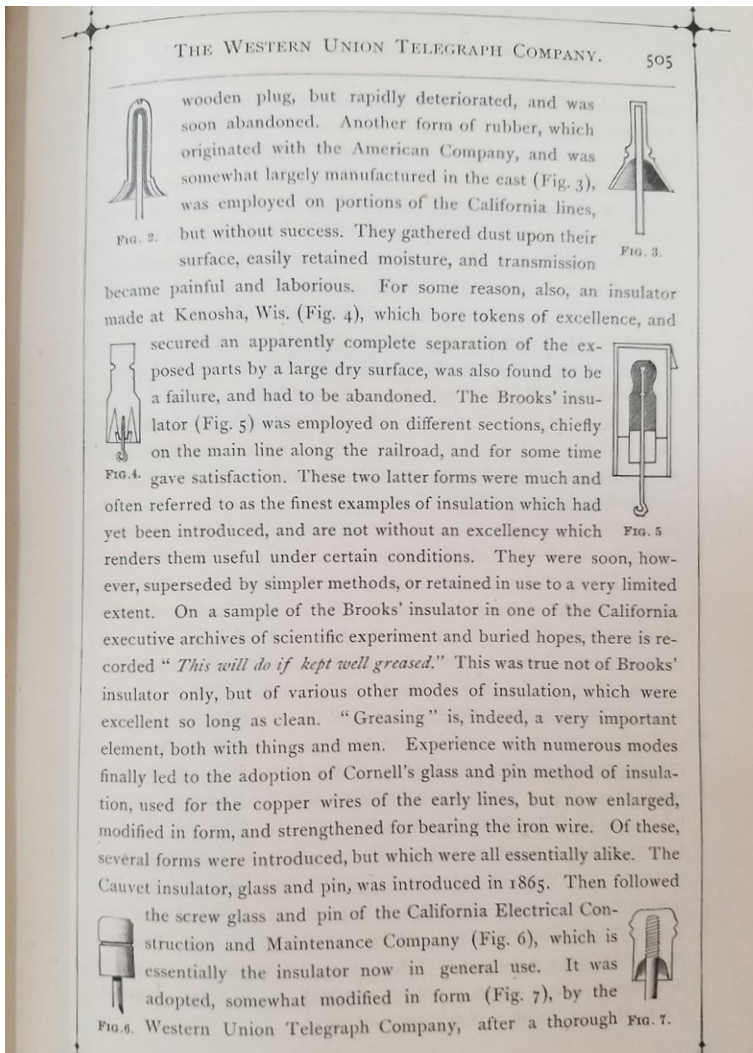 THE WESTERN UNION TELEGRAPH COMPANY. 505
wooden plug, but rapidly deteriorated, and was
soon abandoned. Another form of rubber, which
originated with the American Company, and was
somewhat largely manufactured in the east (Fig. 3),
was employed on portions of the California lines,
FIG. 2. but without success. They gathered dust upon their
surface, easily retained moisture, and transmission FIG. 3.
became painful and laborious. For some reason, also, an insulator
made at Kenosha, Wis. (Fig. 4), which bore tokens of excellence, and
secured an apparently complete separation of the ex-
posed parts by a large dry surface, was also found to be
a failure, and had to be abandoned. The Brooks' insu-
lator (Fig. 5) was employed on different sections, chiefly
on the main line along the railroad, and for some time
FIG.4. gave satisfaction. These two latter forms were much and
often referred to as the finest examples of insulation which had
yet been introduced, and are not without an excellency which FIG. 5
renders them useful under certain conditions. They were soon, how-
ever, superseded by simpler methods, or retained in use to a very limited
extent. On a sample of the Brooks' insulator in one of the California
executive archives of scientific experiment and buried hopes, there is re-
corded “ This will do if kept well greased.” This was true not of Brooks'
insulator only, but of various other modes of insulation, which were
excellent so long as clean. “Greasing” is, indeed, a very important
element, both with things and men. Experience with numerous modes
finally led to the adoption of Cornell's glass and pin method of insula-
tion, used for the copper wires of the early lines, but now enlarged,
modified in form, and strengthened for bearing the iron wire. Of these,
several forms were introduced, but which were all essentially alike. The
Cauvet insulator, glass and pin, was introduced in 1865. Then followed
the screw glass and pin of the California Electrical Con-
struction and Maintenance Company (Fig. 6), which is
essentially the insulator now in general use. It was
adopted, somewhat modified in form (Fig. 7), by the
FIG.6. Western Union Telegraph Company, after a thorough FIG. 7.